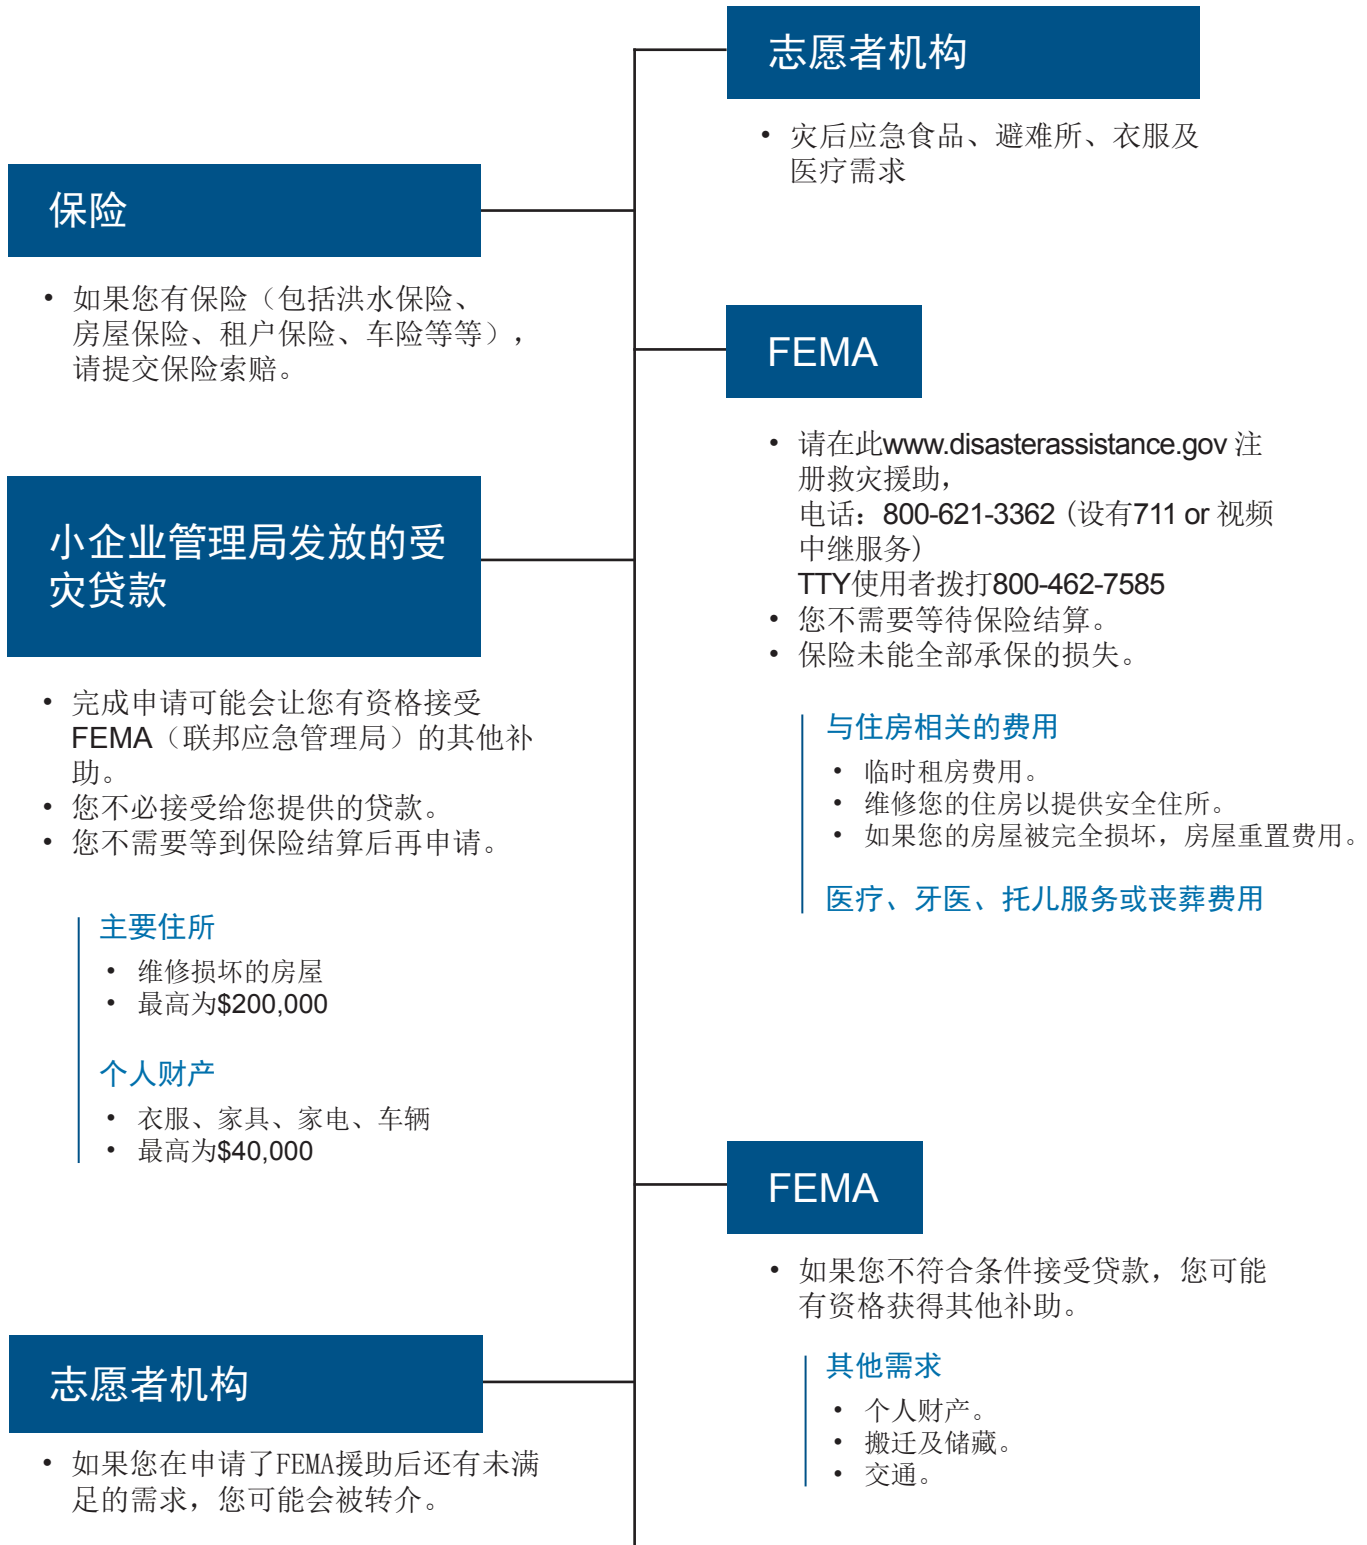 志愿者机构
• 灾后应急食品、避难所、衣服及
医疗需求
保险
• 如果您有保险（包括洪水保险、
房屋保险、租户保险、车险等等），
请提交保险索赔。
FEMA
• 请在此www.disasterassistance.gov 注
册救灾援助，
电话：800-621-3362（设有711 or 视频
中继服务）
TTY使用者拨打800-462-7585
• 您不需要等待保险结算。
• 保险未能全部承保的损失。
与住房相关的费用
• 临时租房费用。
• 维修您的住房以提供安全住所。
• 如果您的房屋被完全损坏，房屋重置费用。
医疗、牙医、托儿服务或丧葬费用
小企业管理局发放的受
灾贷款
• 完成申请可能会让您有资格接受
FEMA（联邦应急管理局）的其他补
助。
• 您不必接受给您提供的贷款。
• 您不需要等到保险结算后再申请。
主要住所
• 维修损坏的房屋
• 最高为$200,000
个人财产
• 衣服、家具、家电、车辆
• 最高为$40,000
FEMA
• 如果您不符合条件接受贷款，您可能
有资格获得其他补助。
其他需求
• 个人财产。
• 搬迁及储藏。
• 交通。
志愿者机构
• 如果您在申请了FEMA援助后还有未满
足的需求，您可能会被转介。